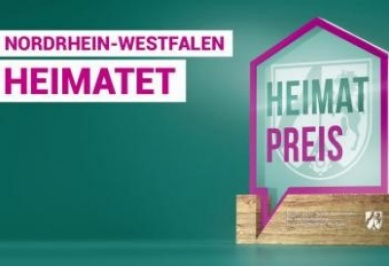 NORDRHEIN-WESTFALEN
HEIMATET
HEIMAT
PREIS